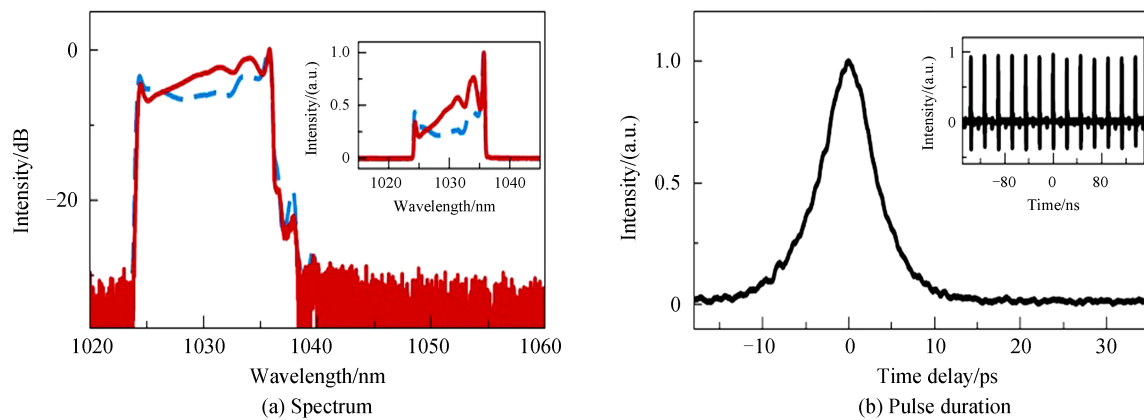 0
−20
Intensity/dB
1020
1030
1040
1050
1060
Wavelength/nm
1.0
0.5
0
Intensity/(a.u.)
1020
1030
1040
Wavelength/nm
(a) Spectrum
1.0
0.5
0
Intensity/(a.u.)
−10
0
10
20
30
Time delay/ps
1
0
Intensity/(a.u.)
−80
0
80
Time/ns
(b) Pulse duration